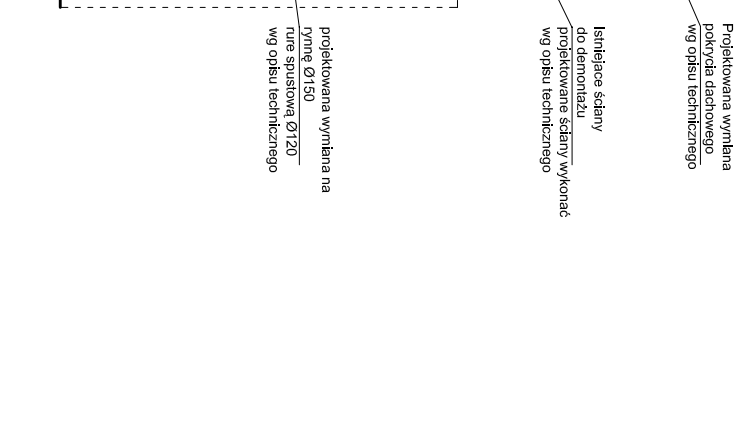 Projektowana wymiana
pokrycia dachowego
wg opisu technicznego
Istniejace ściany
do demontażu
projektowane ściany wykonać
wg opisu technicznego
projektowana wymiana na
rynnę Ø150
rure spustową Ø120
wg opisu technicznego